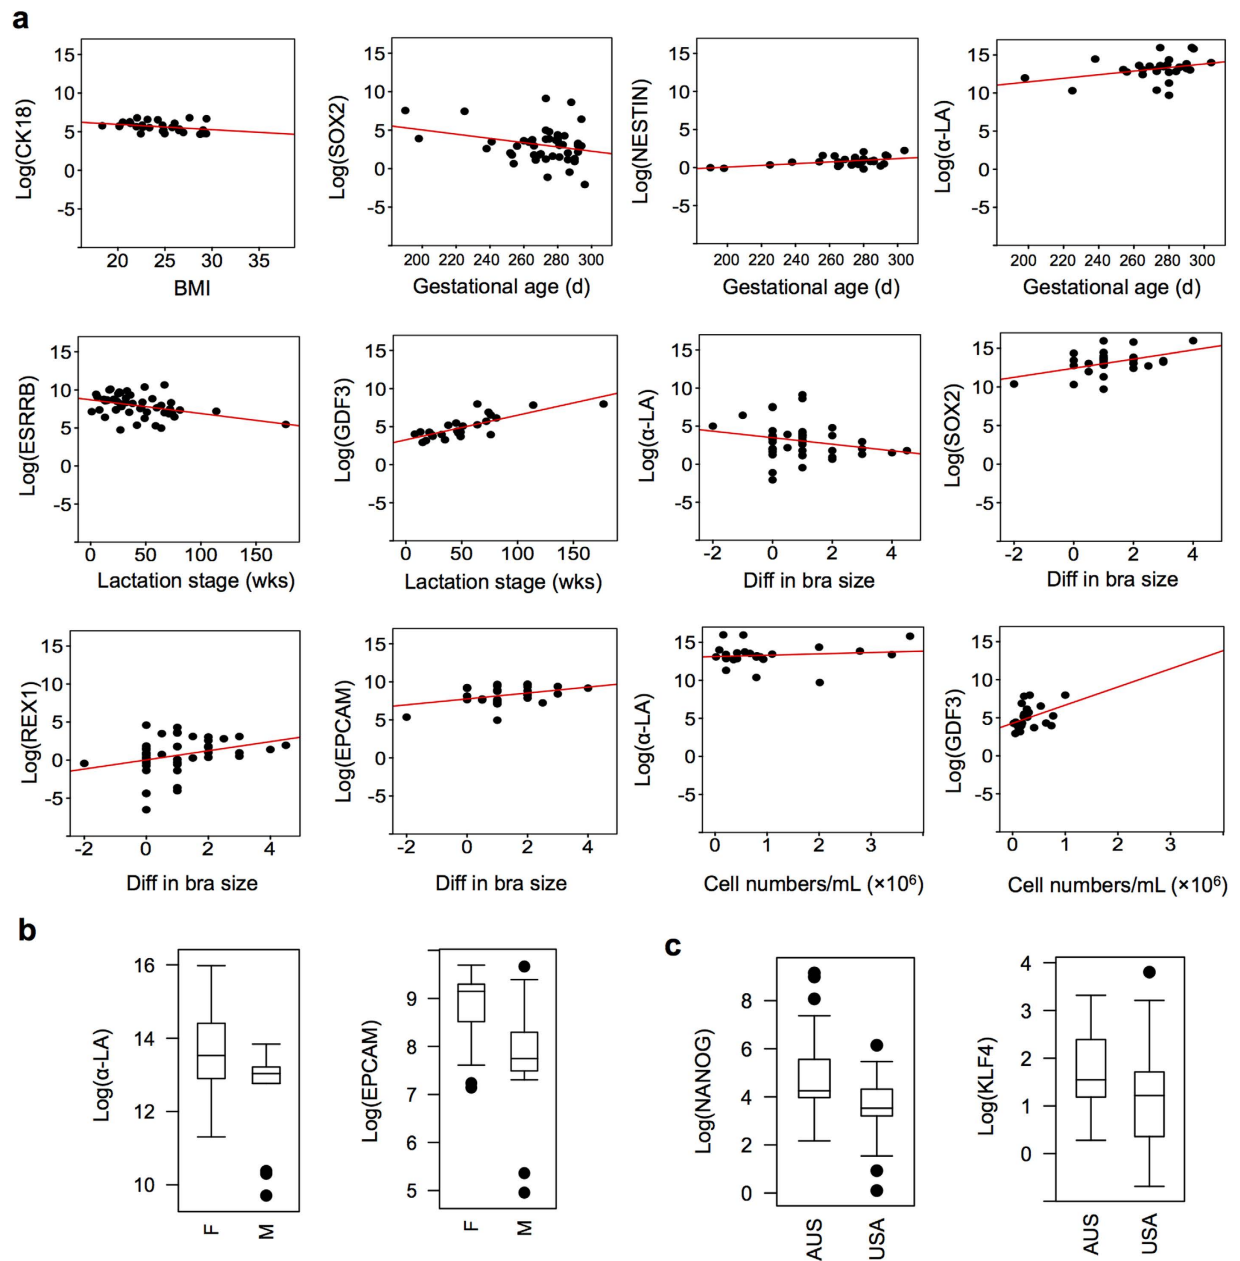 a
15
10
5
0
-5
Log(CK18)
20 25 30 35
BMI
15
10
5
0
-5
Log(SOX2)
200 220 240 260 280 300
Gestational age (d)
15
10
5
0
-5
Log(NESTIN)
200 220 240 260 280 300
Gestational age (d)
15
10
5
0
-5
Log(α-LA)
200 220 240 260 280 300
Gestational age (d)
15
10
5
0
-5
Log(ESRRB)
0 50 100 150
Lactation stage (wks)
15
10
5
0
-5
Log(GDF3)
0 50 100 150
Lactation stage (wks)
15
10
5
0
-5
Log(α-LA)
-2 0 2 4
Diff in bra size
15
10
5
0
-5
Log(SOX2)
-2 0 2 4
Diff in bra size
15
10
5
0
-5
Log(REX1)
-2 0 2 4
Diff in bra size
15
10
5
0
-5
Log(EPCAM)
-2 0 2 4
Diff in bra size
15
10
5
0
-5
Log(α-LA)
0 1 2 3
Cell numbers/mL (×10⁶)
15
10
5
0
-5
Log(GDF3)
0 1 2 3
Cell numbers/mL (×10⁶)
b
16
14
12
10
Log(α-LA)
F M
9
8
7
6
5
Log(EPCAM)
F M
c
8
6
4
2
0
Log(NANOG)
AUS USA
4
3
2
1
0
Log(KLF4)
AUS USA